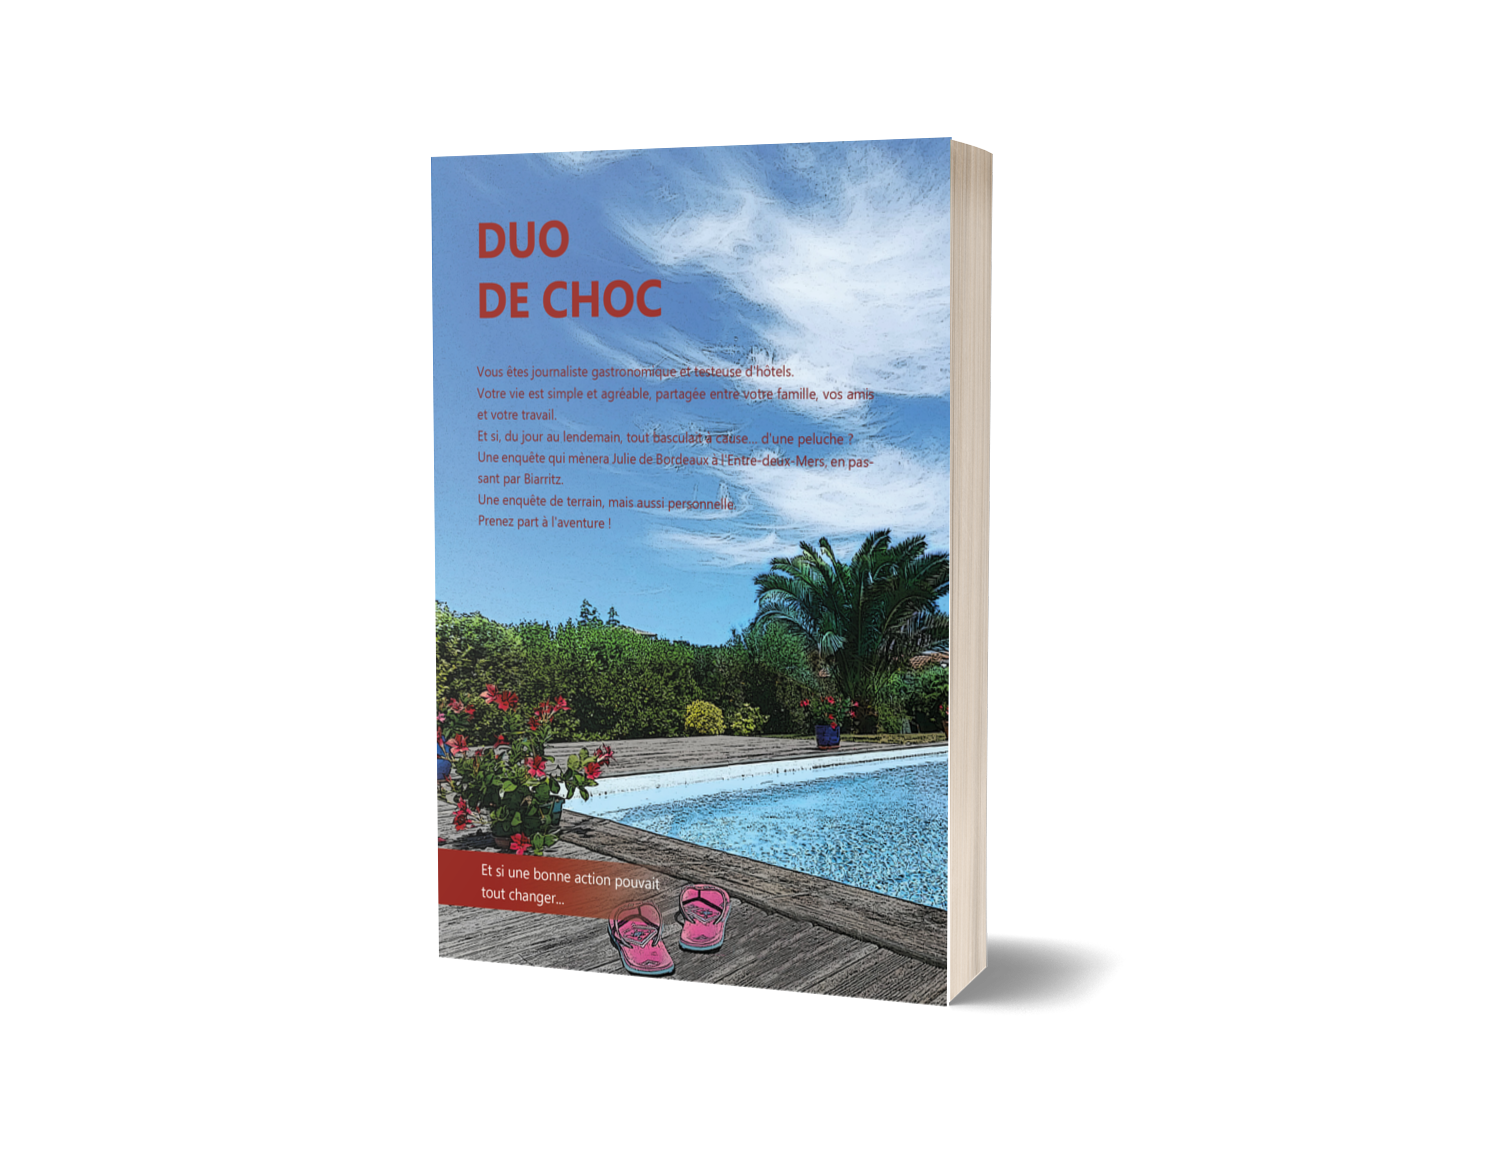 DUO
DE CHOC
Vous êtes journaliste gastronomique et testeuse d'hôtels.
Votre vie est simple et agréable, partagée entre votre famille, vos amis
et votre travail.
Et si, du jour au lendemain, tout basculait à cause... d'une peluche ?
Une enquête qui mènera Julie de Bordeaux à l'Entre-deux-Mers, en pas-
sant par Biarritz.
Une enquête de terrain, mais aussi personnelle.
Prenez part à l'aventure !
Et si une bonne action pouvait
tout changer...